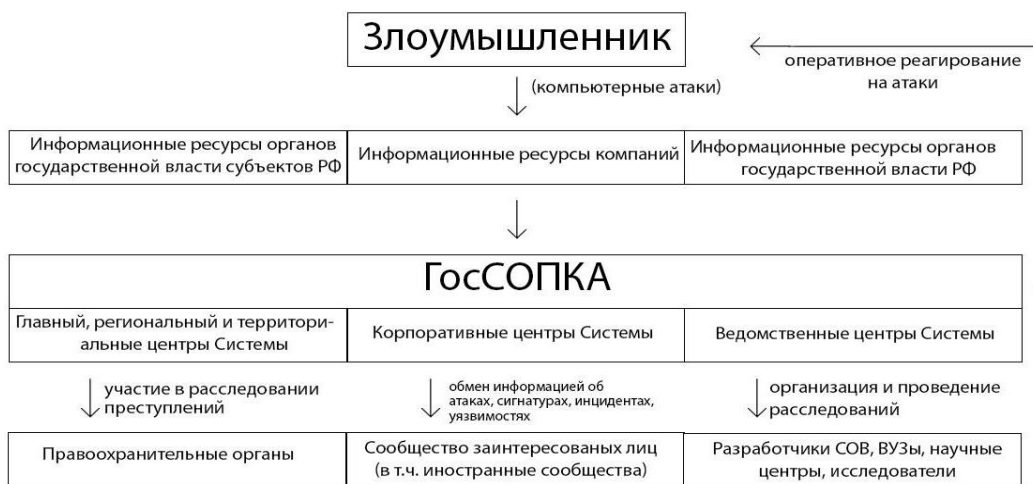 Злоумышленник
оперативное реагирование
на атаки
(компьютерные атаки)
Информационные ресурсы органов
государственной власти субъектов РФ
Информационные ресурсы компаний
Информационные ресурсы органов
государственной власти РФ
ГосСОПКА
Главный, региональный и территори-
альные центры Системы
Корпоративные центры Системы
Ведомственные центры Системы
участие в расследовании
преступлений
обмен информацией об
атаках, сигнатурах, инцидентах,
уязвимостях
организация и проведение
расследований
Правоохранительные органы
Сообщество заинтересованых лиц
(в т.ч. иностранные сообщества)
Разработчики СОВ, ВУЗы, научные
центры, исследователи